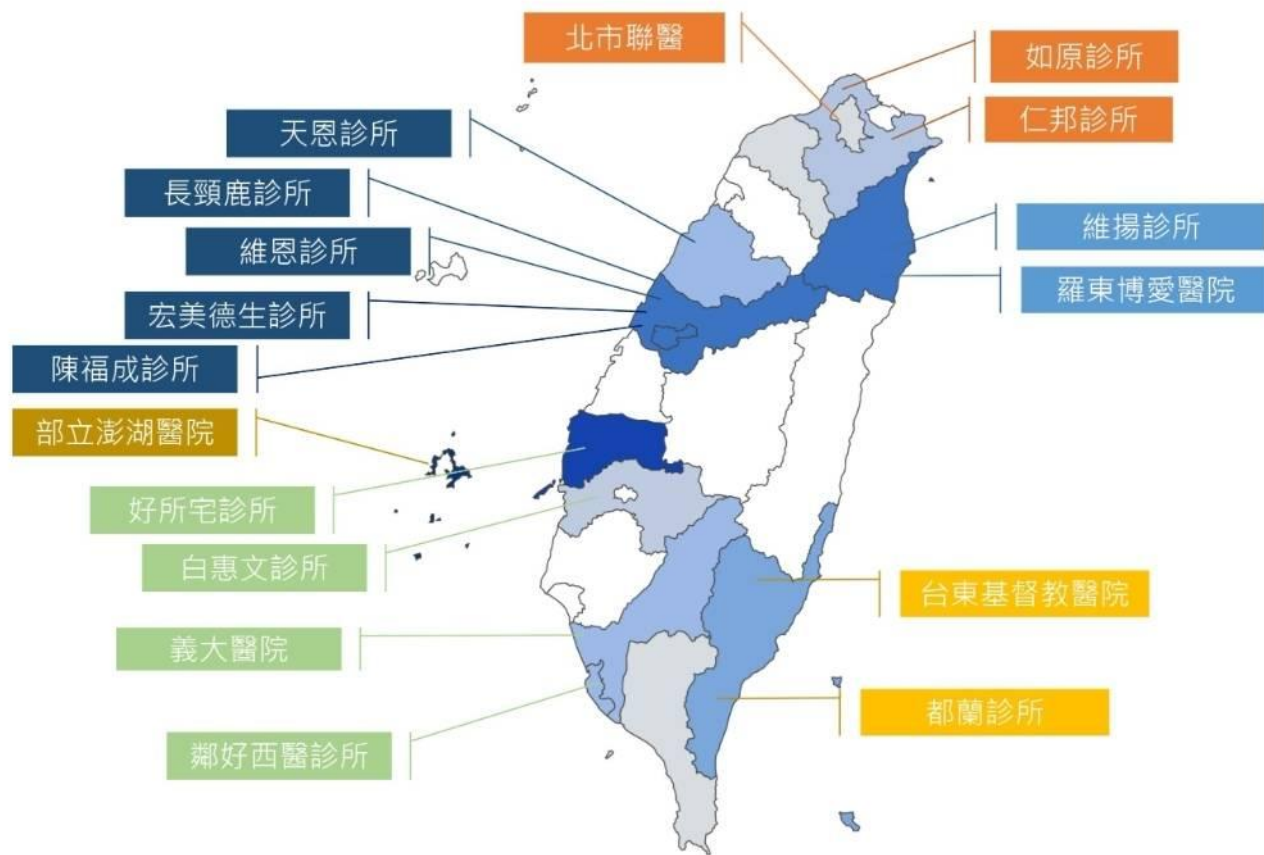 北市聯醫
如原診所
仁邦診所
天恩診所
長頸鹿診所
維恩診所
宏美德生診所
陳福成診所
部立澎湖醫院
好所宅診所
白惠文診所
義大醫院
鄰好西醫診所
維揚診所
羅東博愛醫院
台東基督教醫院
都蘭診所